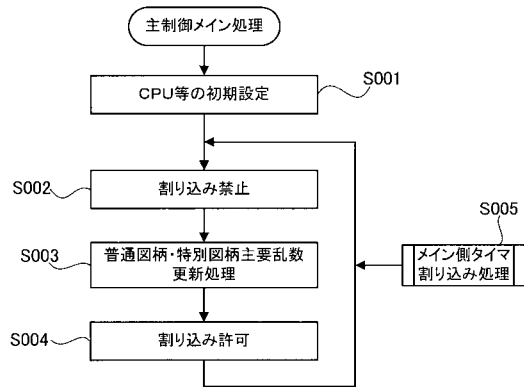 主制御メイン処理
S001
CPU等の初期設定
S002
割り込み禁止
S005
S003
普通図柄・特別図柄主要乱数
更新処理
メイン側タイマ
割り込み処理
S004
割り込み許可